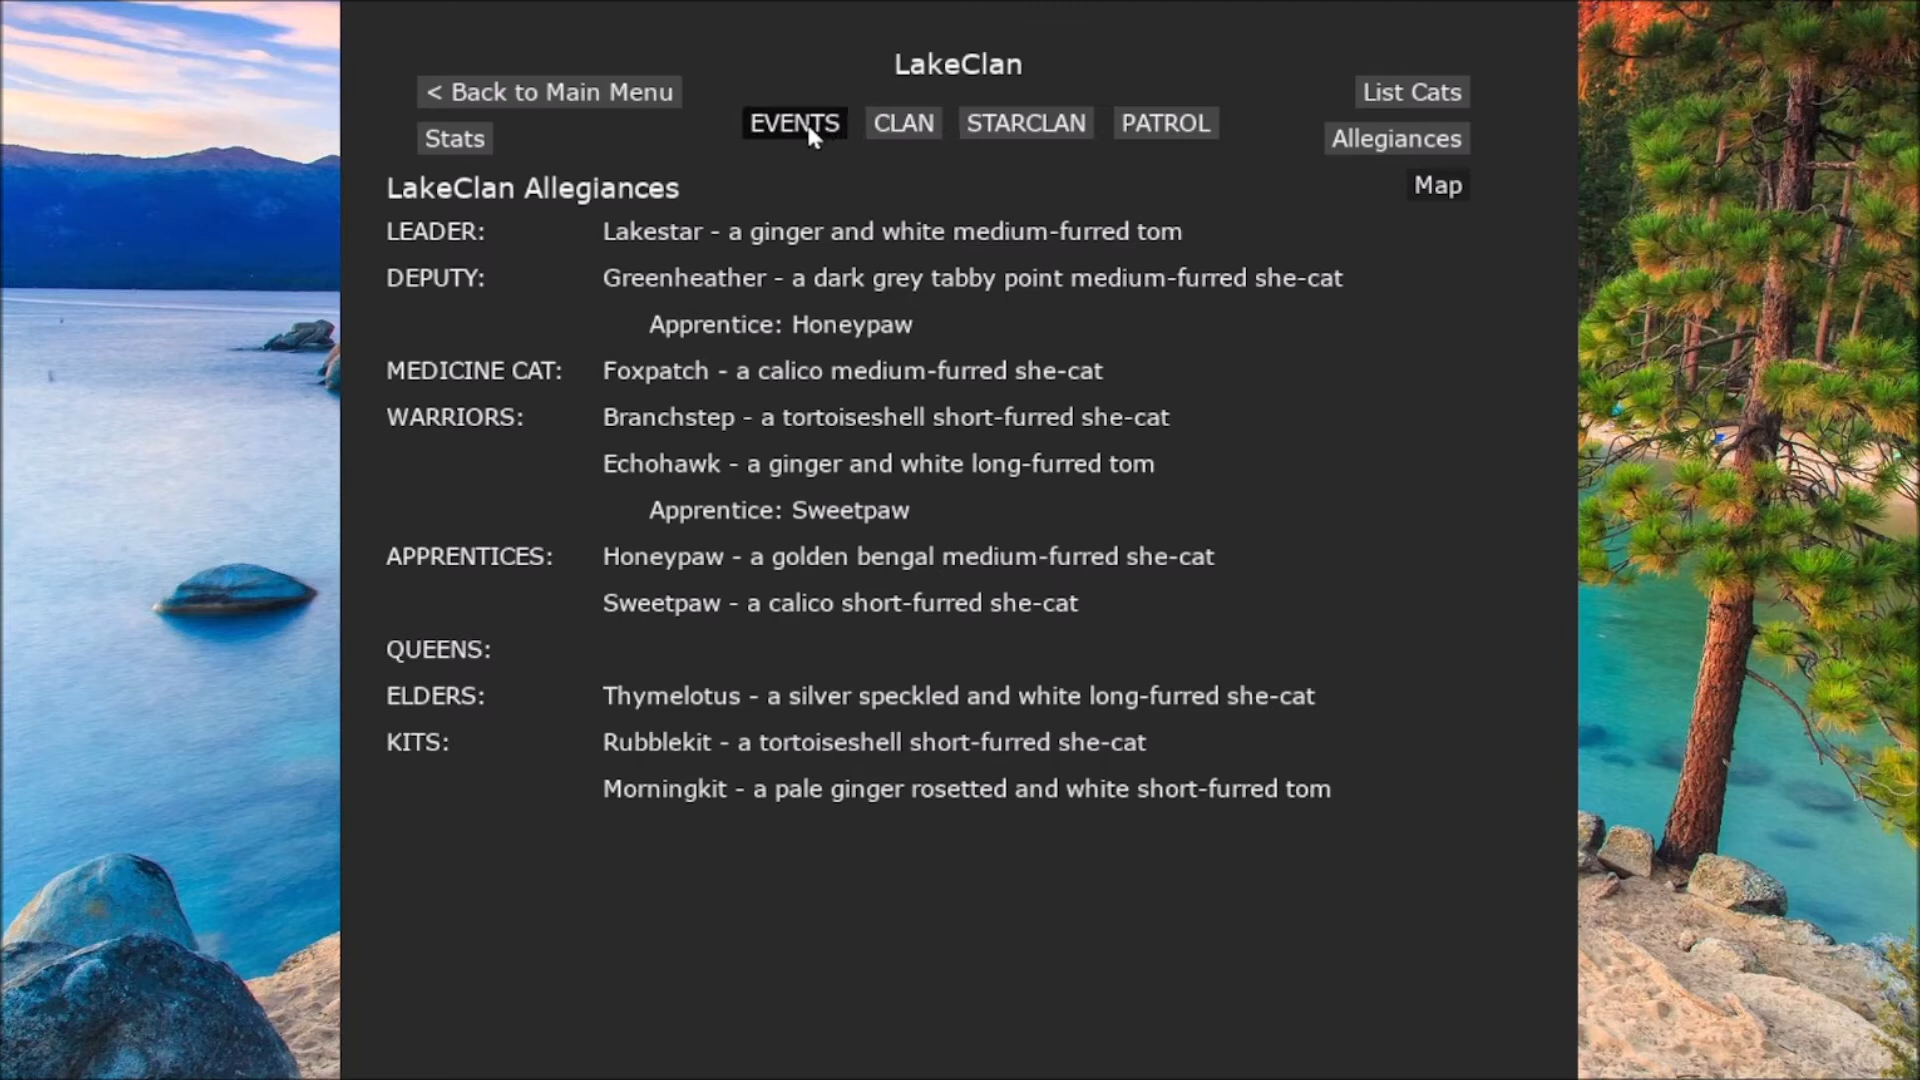 LakeClan
< Back to Main Menu
List Cats
EVENTS CLAN STARCLAN PATROL
Stats
Allegiances
LakeClan Allegiances
Map
LEADER: Lakestar - a ginger and white medium-furred tom
DEPUTY: Greenheather - a dark grey tabby point medium-furred she-cat
Apprentice: Honeypaw
MEDICINE CAT: Foxpatch - a calico medium-furred she-cat
WARRIORS: Branchstep - a tortoiseshell short-furred she-cat
Echohawk - a ginger and white long-furred tom
Apprentice: Sweetpaw
APPRENTICES: Honeypaw - a golden bengal medium-furred she-cat
Sweetpaw - a calico short-furred she-cat
QUEENS:
ELDERS: Thymelotus - a silver speckled and white long-furred she-cat
KITS: Rubblekit - a tortoiseshell short-furred she-cat
Morningkit - a pale ginger rosetted and white short-furred tom